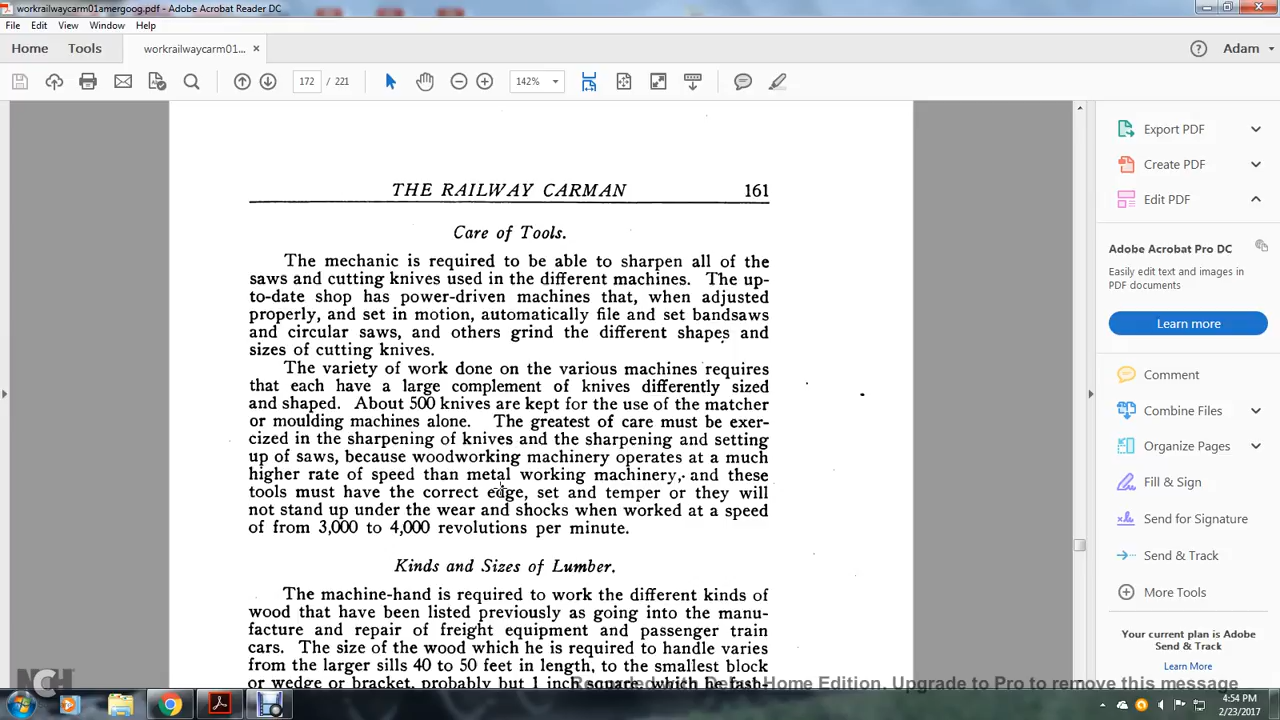 workrailwaycarm01amergoog.pdf - Adobe Acrobat Reader DC
File Edit View Window Help
Home Tools workrailwaycarm01... × Adam
172 / 221 142%
THE RAILWAY CARMAN 161
Care of Tools.
The mechanic is required to be able to sharpen all of the
saws and cutting knives used in the different machines. The up-
to-date shop has power-driven machines that, when adjusted
properly, and set in motion, automatically file and set bandsaws
and circular saws, and others grind the different shapes and
sizes of cutting knives.
The variety of work done on the various machines requires
that each have a large complement of knives differently sized
and shaped. About 500 knives are kept for the use of the matcher
or moulding machines alone. The greatest of care must be exer-
cized in the sharpening of knives and the sharpening and setting
up of saws, because woodworking machinery operates at a much
higher rate of speed than metal working machinery, and these
tools must have the correct edge, set and temper or they will
not stand up under the wear and shocks when worked at a speed
of from 3,000 to 4,000 revolutions per minute.
Kinds and Sizes of Lumber.
The machine-hand is required to work the different kinds of
wood that have been listed previously as going into the manu-
facture and repair of freight equipment and passenger train
cars. The size of the wood which he is required to handle varies
from the larger sills 40 to 50 feet in length, to the smallest block
or wedge or bracket, probably but 1 inch square, which he fash-
Export PDF
Create PDF
Edit PDF
Adobe Acrobat Pro DC
Easily edit text and images in
PDF documents
Learn more
Comment
Combine Files
Organize Pages
Fill & Sign
Send for Signature
Send & Track
More Tools
Your current plan is Adobe
Send & Track
Learn More
NCH
Home Edition. Upgrade to Pro to remove this message
4:54 PM
2/23/2017